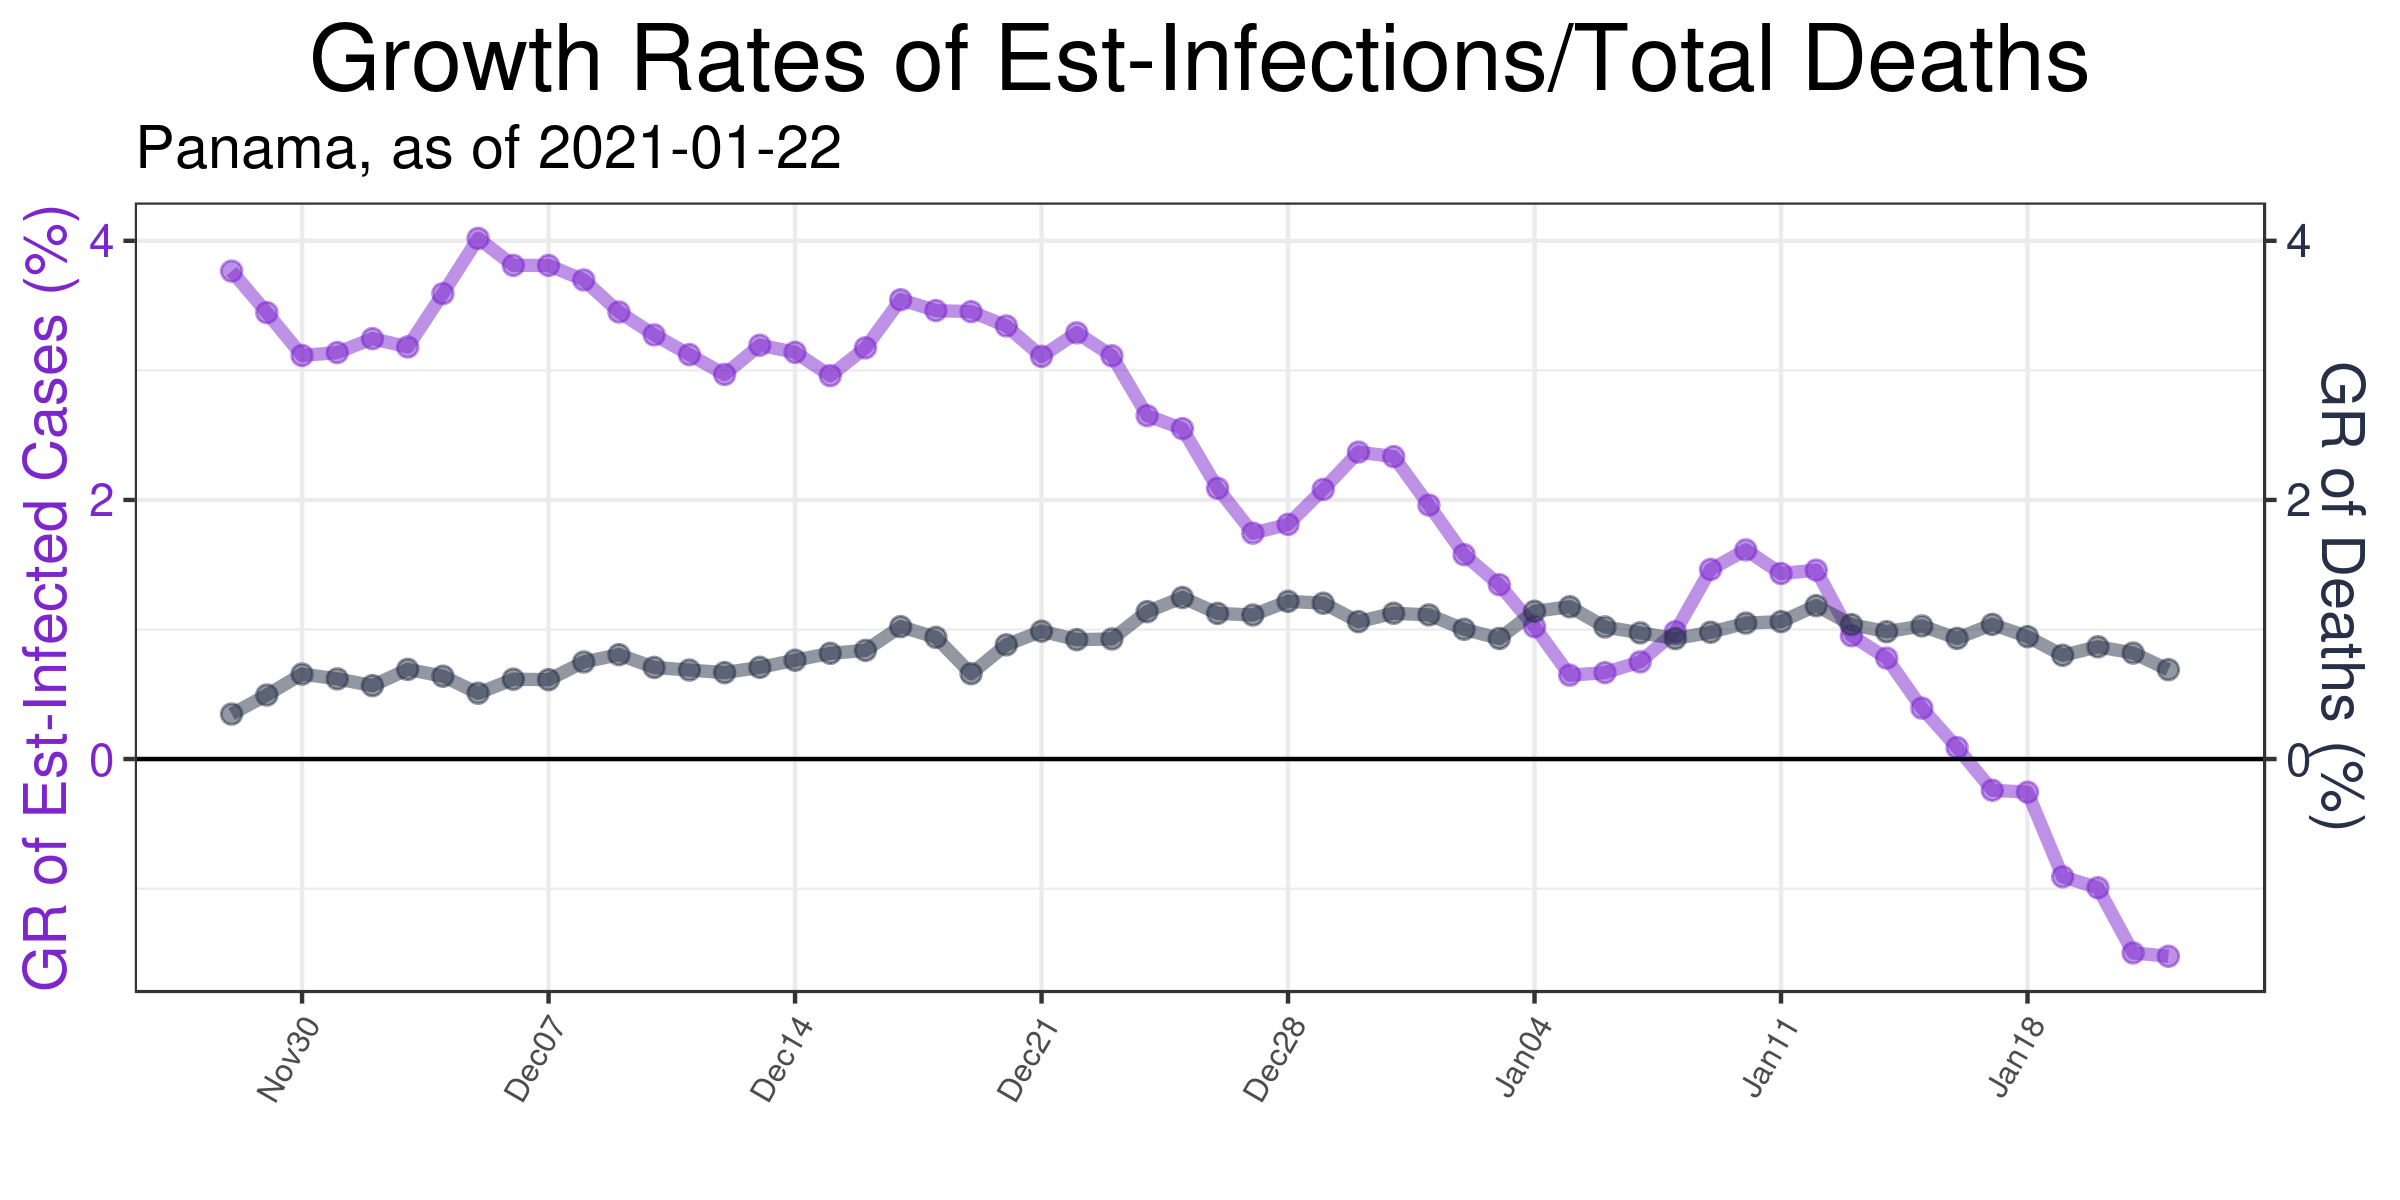 Growth Rates of Est-Infections/Total Deaths
Panama, as of 2021-01-22
GR of Est-Infected Cases (%)
4
2
0
4
2
0
GR of Deaths (%)
Nov30
Dec07
Dec14
Dec21
Dec28
Jan04
Jan11
Jan18